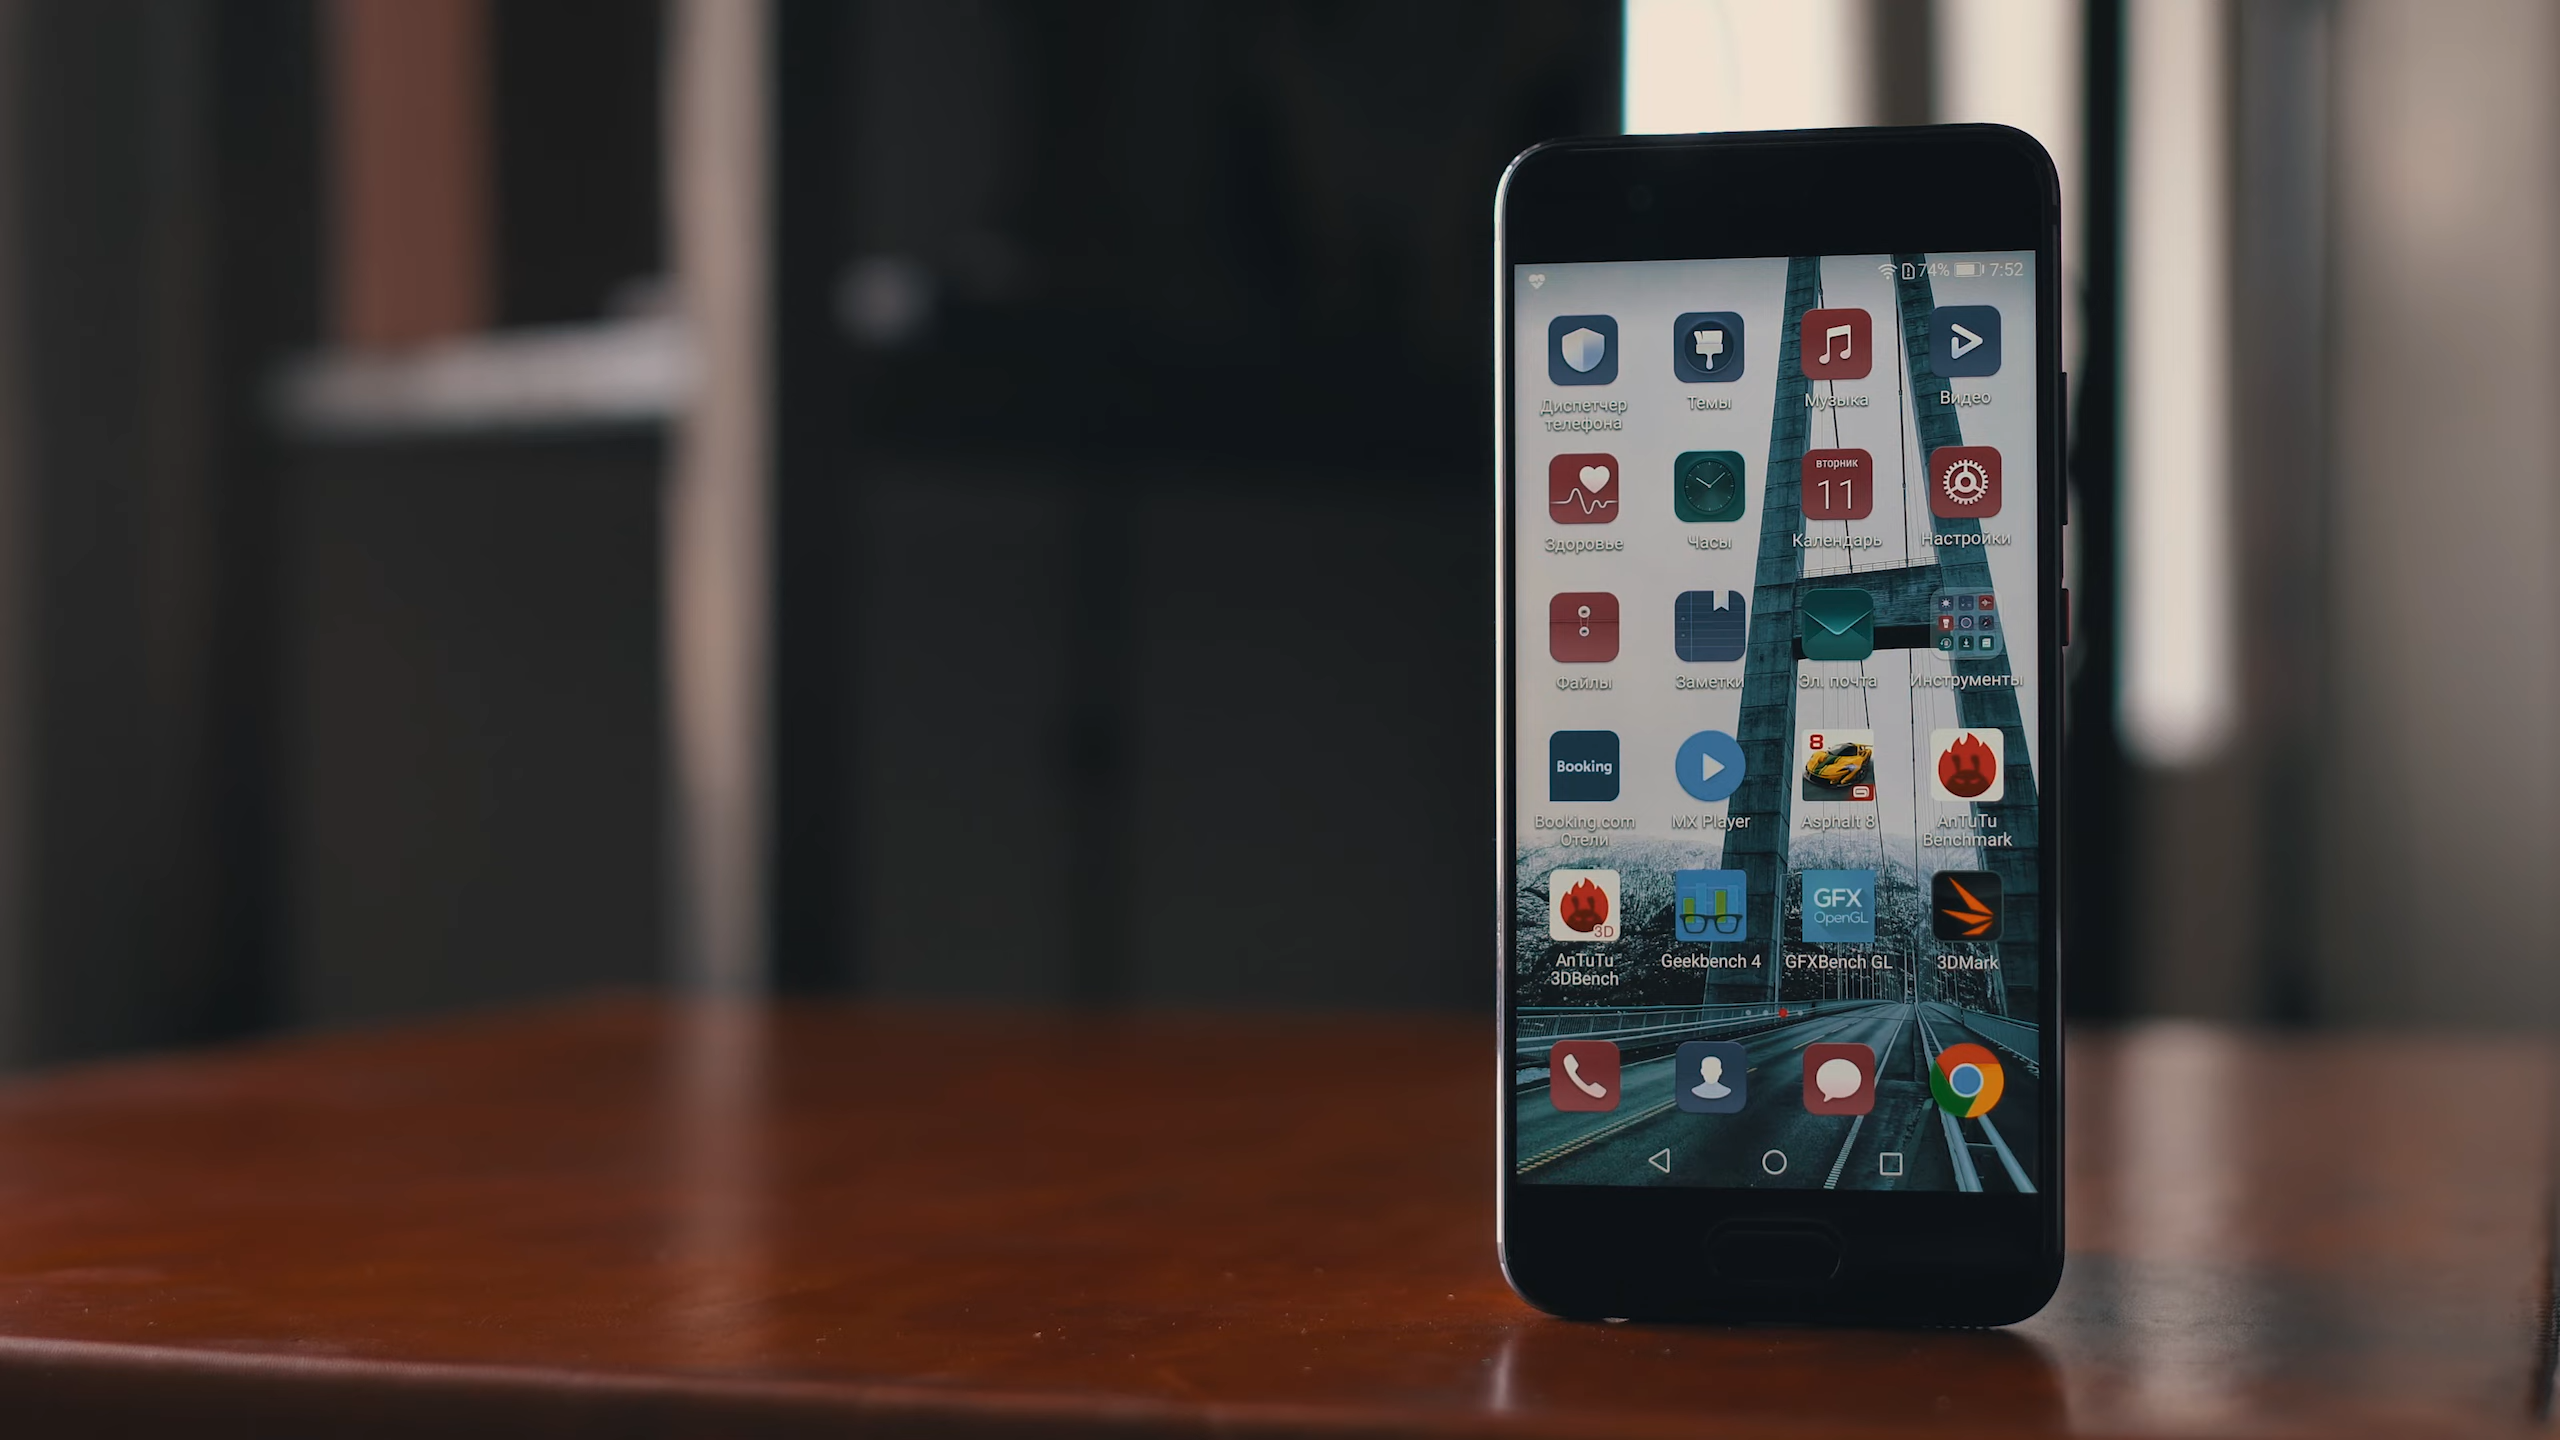 74% 7:52
Диспетчер
телефона
Темы
Музыка
Видео
вторник
11
Здоровье
Часы
Календарь
Настройки
Файлы
Заметки
Эл. почта
Инструменты
Booking
8
Booking.com
Отели
MX Player
Asphalt 8
AnTuTu
Benchmark
3D
GFX
OpenGL
AnTuTu
3DBench
Geekbench 4
GFXBench GL
3DMark